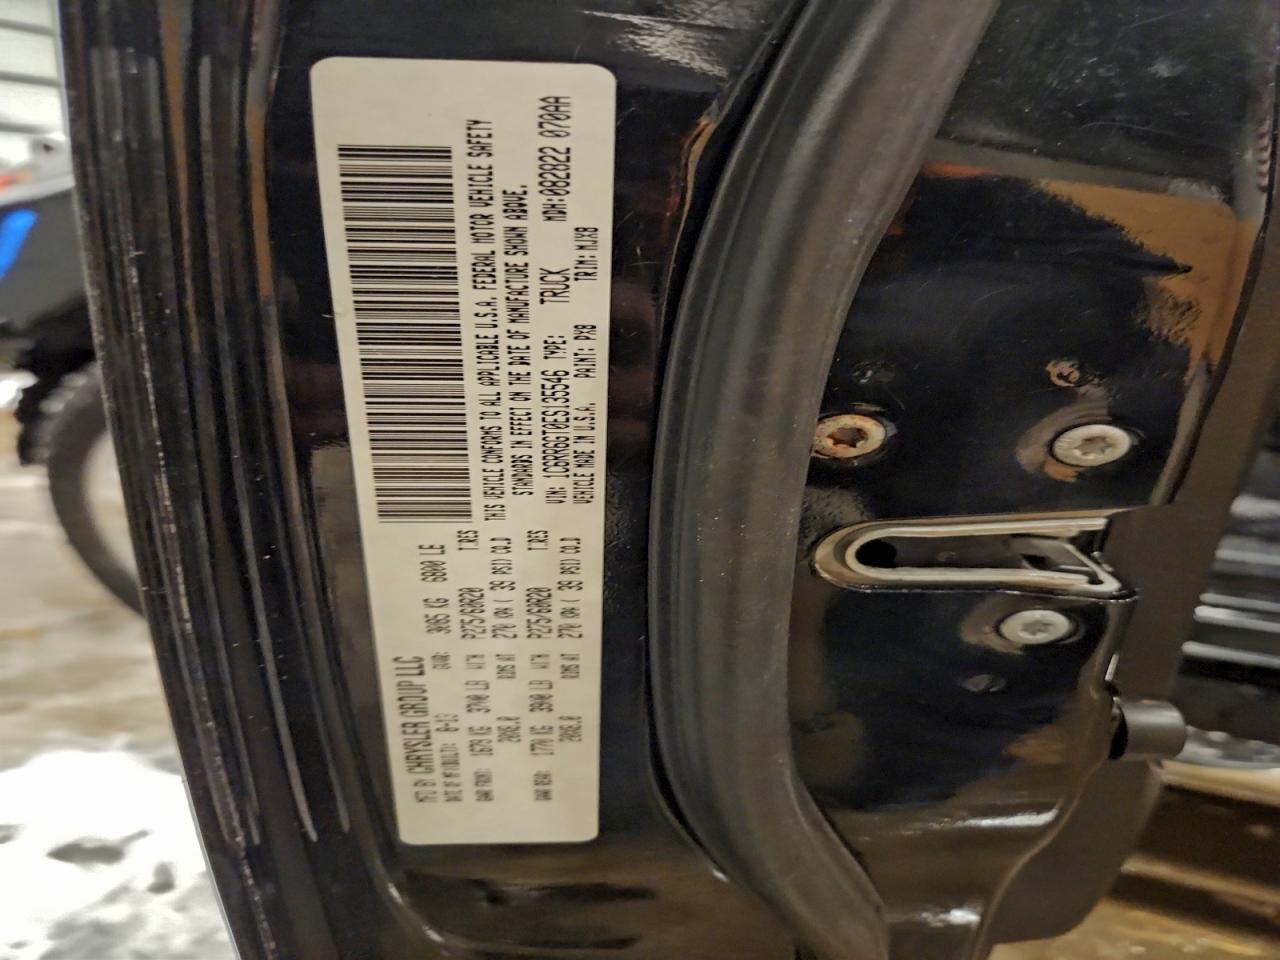 MFD BY: CHRYSLER GROUP LLC
DATE OF MFR(BUILT): 8-13 GVWR: 3085 KG 6800 LB
GAWR FRONT: 1679 KG 3700 LB WITH P275/60R20 TIRES
20X8.0 RIMS AT 270 KPA ( 39 PSI) COLD
GAWR REAR: 1770 KG 3900 LB WITH P275/60R20 TIRES
20X8.0 RIMS AT 270 KPA ( 39 PSI) COLD
THIS VEHICLE CONFORMS TO ALL APPLICABLE U.S.A. FEDERAL MOTOR VEHICLE SAFETY
STANDARDS IN EFFECT ON THE DATE OF MANUFACTURE SHOWN ABOVE.
VIN: 1C6RR6GT0ES135546 TYPE: TRUCK MDH:082822 070AA
VEHICLE MADE IN U.S.A. PAINT: PX8 TRIM: MJX8